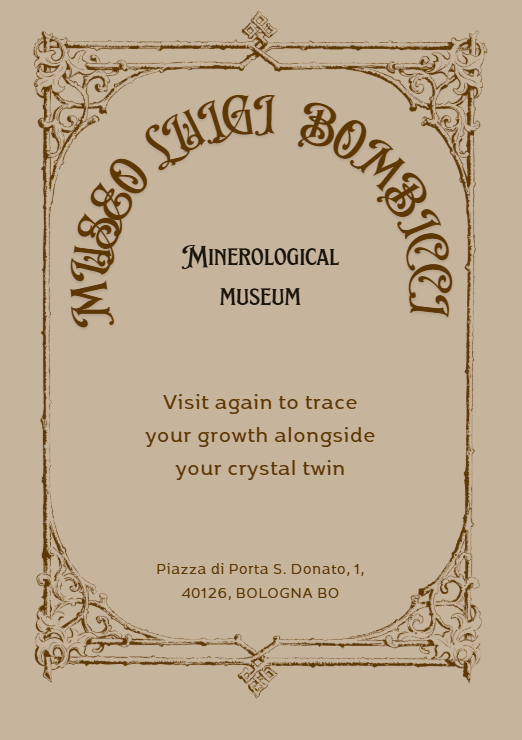 MUSEO LUIGI BOMBICCI
MINEROLOGICAL
MUSEUM
Visit again to trace
your growth alongside
your crystal twin
Piazza di Porta S. Donato, 1,
40126, BOLOGNA BO